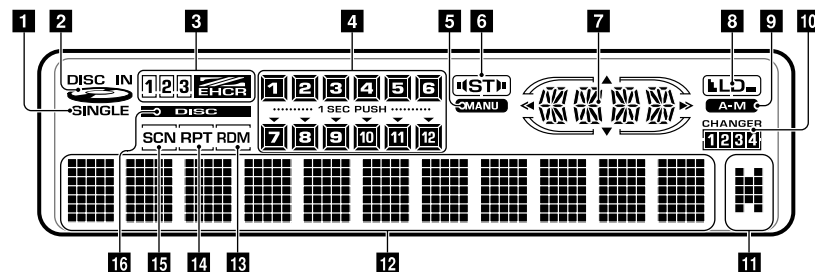 1 2 3 4 5 6 7 8 9 10
DISC IN
SINGLE
1 2 3 EHCR
DISC
SCN RPT RDM
1 2 3 4 5 6
1 SEC PUSH
7 8 9 10 11 12
ST
MANU
LD
A-M
CHANGER
1 2 3 4
16 15 14 13 12 11